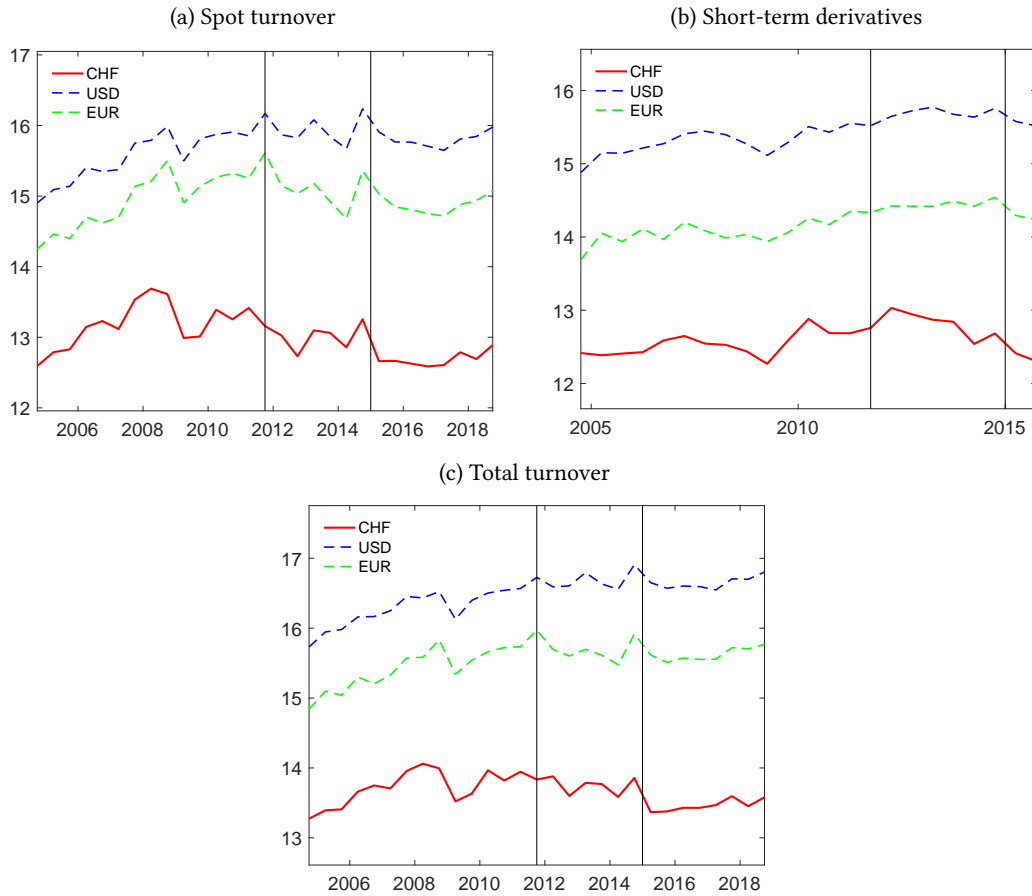 (a) Spot turnover
17
16
15
14
13
12
CHF
USD
EUR
2006 2008 2010 2012 2014 2016 2018
(b) Short-term derivatives
16
15
14
13
12
CHF
USD
EUR
2005 2010 2015
(c) Total turnover
17
16
15
14
13
CHF
USD
EUR
2006 2008 2010 2012 2014 2016 2018